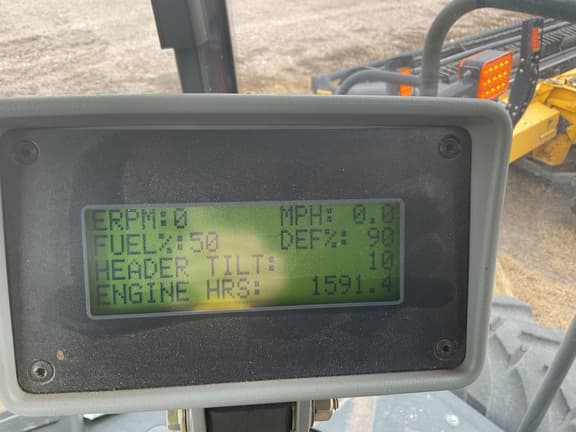 ERPM:0 MPH: 0.0
FUEL%:50 DEF%: 90
HEADER TILT: 10
ENGINE HRS: 1591.4